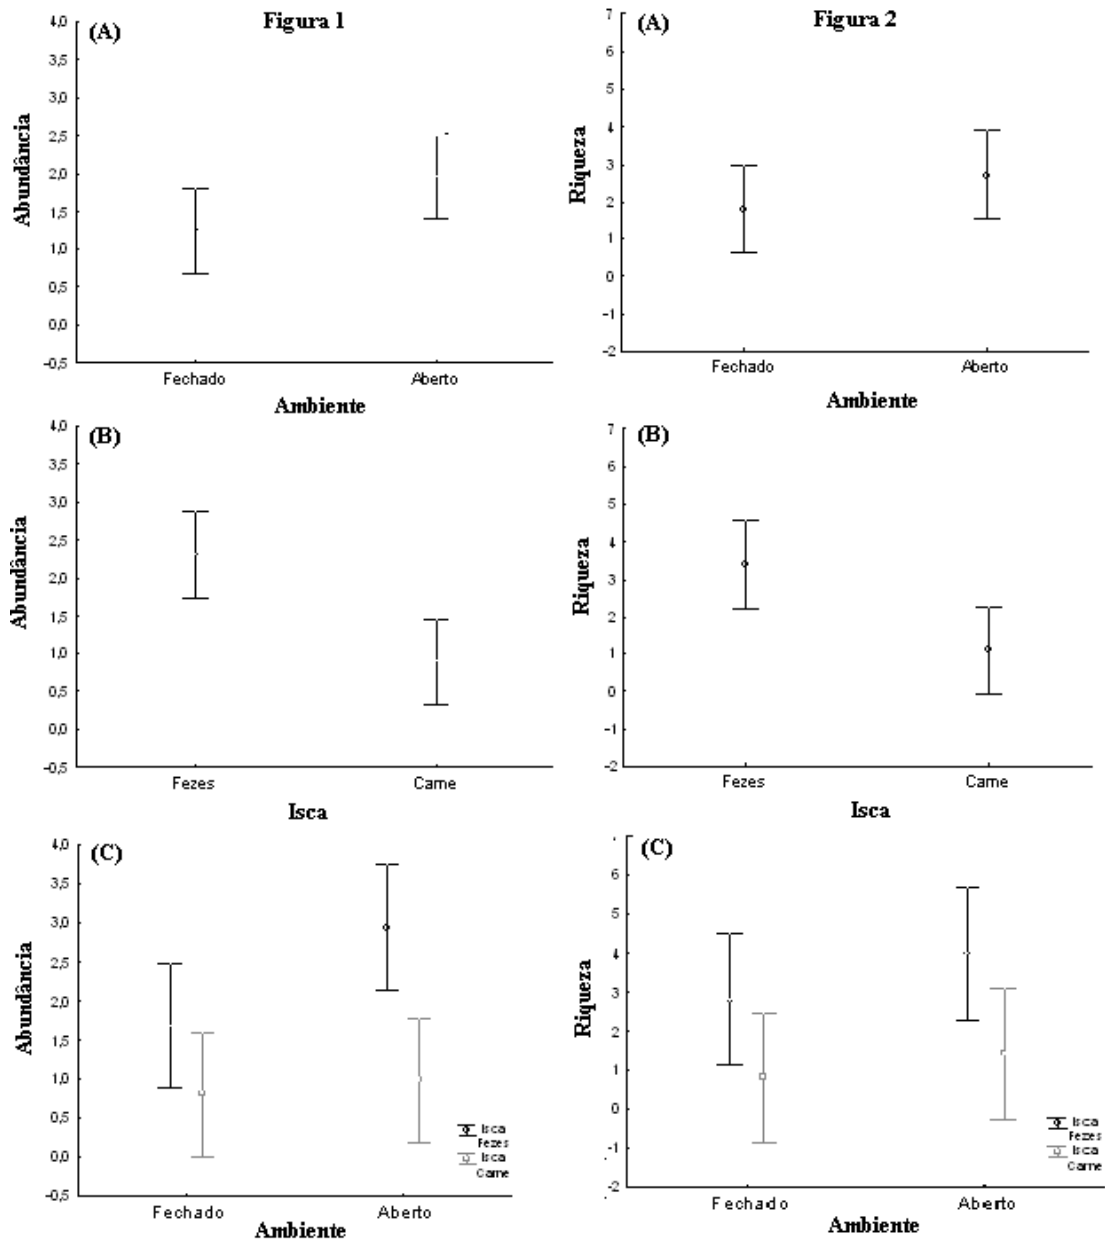 Figura 1
(A)
4,0
3,5
3,0
2,5
2,0
1,5
1,0
0,5
0,0
-0,5
Abundância
Fechado
Aberto
Ambiente
Figura 2
(A)
7
6
5
4
3
2
1
0
-1
-2
Riqueza
Fechado
Aberto
Ambiente
(B)
4,0
3,5
3,0
2,5
2,0
1,5
1,0
0,5
0,0
-0,5
Abundância
Fezes
Carne
Isca
(B)
7
6
5
4
3
2
1
0
-1
-2
Riqueza
Fezes
Carne
Isca
(C)
4,0
3,5
3,0
2,5
2,0
1,5
1,0
0,5
0,0
-0,5
Abundância
Isca
Fezes
Isca
Carne
Fechado
Aberto
Ambiente
(C)
7
6
5
4
3
2
1
0
-1
-2
Riqueza
Isca
Fezes
Isca
Carne
Fechado
Aberto
Ambiente